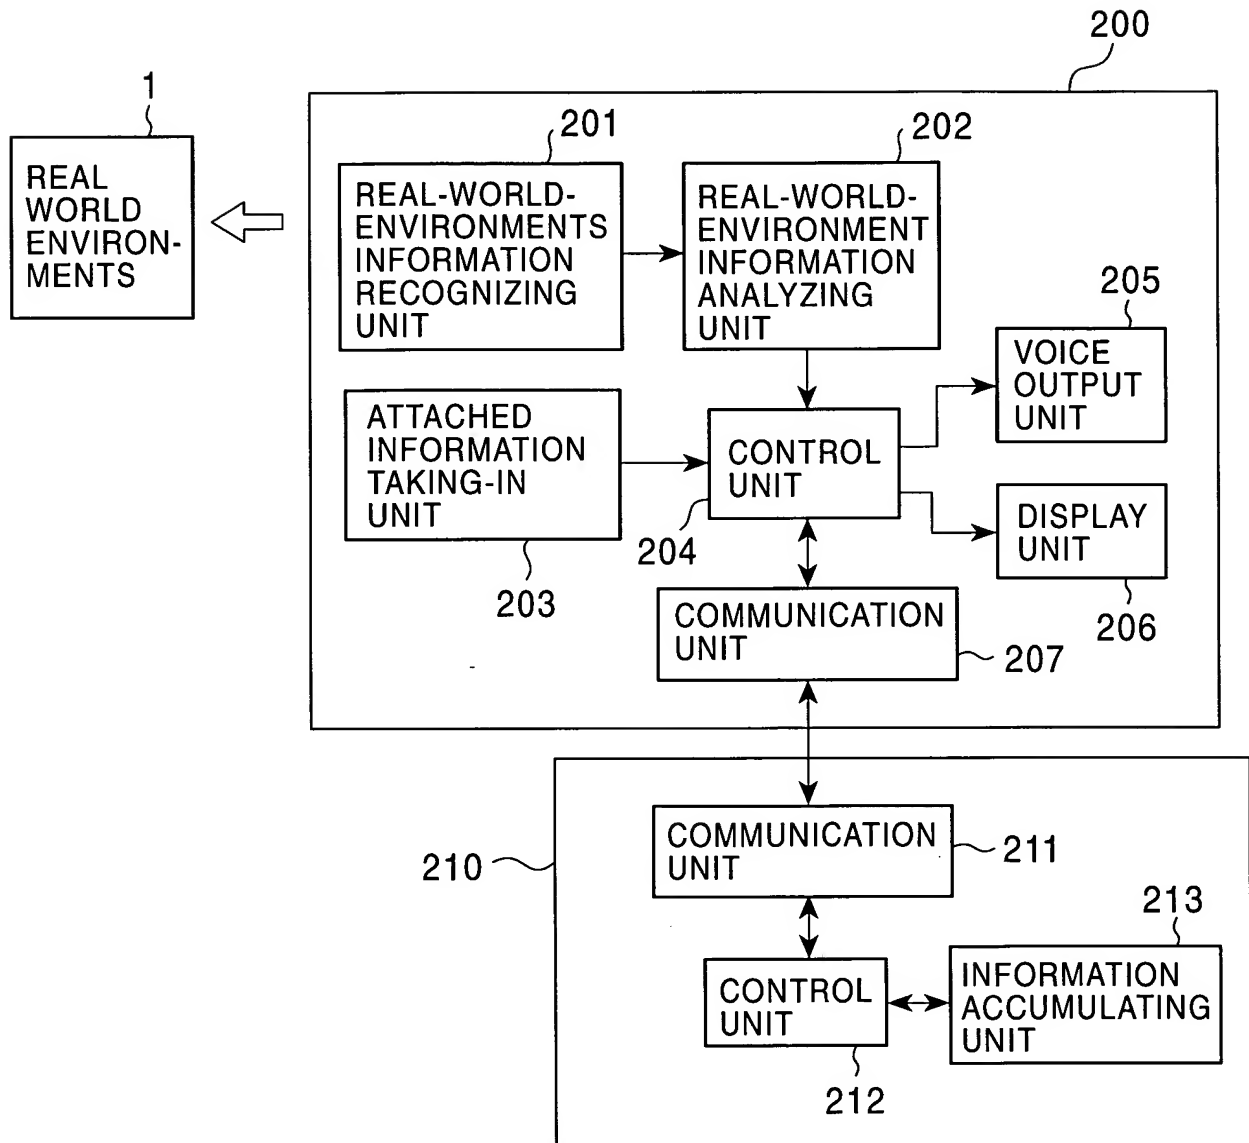 200
1
REAL
WORLD
ENVIRON-
MENTS
201
REAL-WORLD-
ENVIRONMENTS
INFORMATION
RECOGNIZING
UNIT
202
REAL-WORLD-
ENVIRONMENT
INFORMATION
ANALYZING
UNIT
205
VOICE
OUTPUT
UNIT
ATTACHED
INFORMATION
TAKING-IN
UNIT
203
CONTROL
UNIT
204
DISPLAY
UNIT
206
COMMUNICATION
UNIT
207
210
COMMUNICATION
UNIT
211
CONTROL
UNIT
212
213
INFORMATION
ACCUMULATING
UNIT